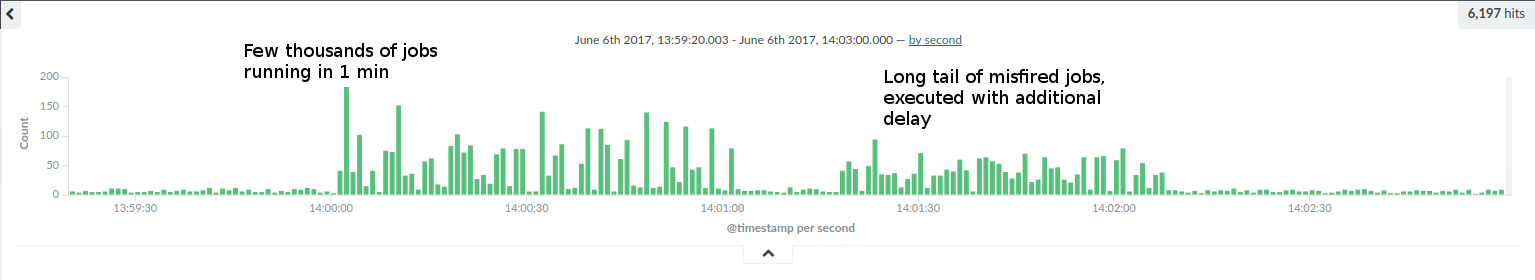 6,197 hits
June 6th 2017, 13:59:20.003 - June 6th 2017, 14:03:00.000 — by second
Few thousands of jobs
running in 1 min
Long tail of misfired jobs,
executed with additional
delay
Count
200
150
100
50
0
13:59:30
14:00:00
14:00:30
14:01:00
14:01:30
14:02:00
14:02:30
@timestamp per second